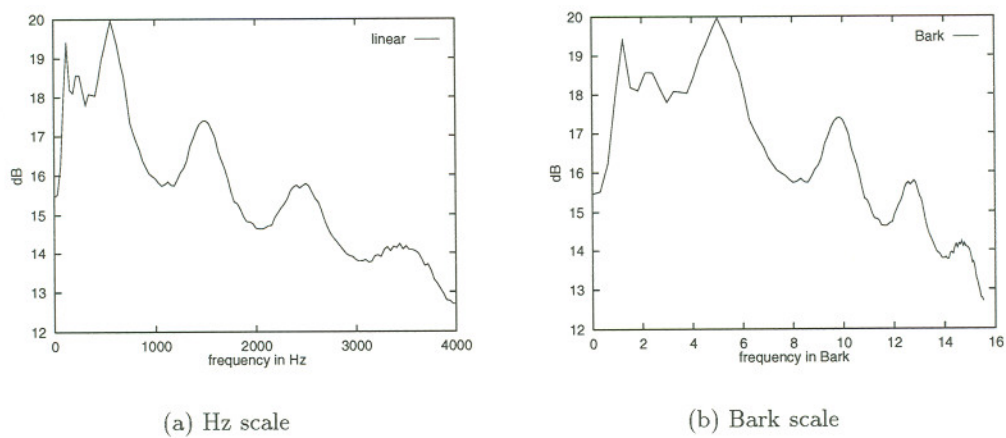 20
19
18
17
16
15
14
13
12
dB
linear
0 1000 2000 3000 4000
frequency in Hz
(a) Hz scale
20
19
18
17
16
15
14
13
12
dB
Bark
0 2 4 6 8 10 12 14 16
frequency in Bark
(b) Bark scale